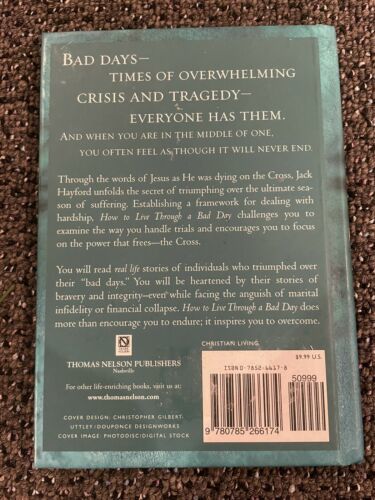 BAD DAYS—
TIMES OF OVERWHELMING
CRISIS AND TRAGEDY—
EVERYONE HAS THEM.
AND WHEN YOU ARE IN THE MIDDLE OF ONE,
YOU OFTEN FEEL AS THOUGH IT WILL NEVER END.
Through the words of Jesus as He was dying on the Cross, Jack
Hayford unfolds the secret of triumphing over the ultimate sea-
son of suffering. Establishing a framework for dealing with
hardship, How to Live Through a Bad Day challenges you to
examine the way you handle trials and encourages you to focus
on the power that frees—the Cross.
You will read real life stories of individuals who triumphed over
their “bad days.” You will be heartened by their stories of
bravery and integrity—even while facing the anguish of marital
infidelity or financial collapse. How to Live Through a Bad Day does
more than encourage you to endure; it inspires you to overcome.
THOMAS NELSON PUBLISHERS
Nashville
For other life-enriching books, visit us at:
www.thomasnelson.com
COVER DESIGN: CHRISTOPHER GILBERT,
UTTLEY/DOUPONCE DESIGNWORKS
COVER IMAGE: PHOTODISC/DIGITAL STOCK
CHRISTIAN LIVING
$9.99 U.S.
ISBN 0-7852-6617-8
50999
9 780785 266174